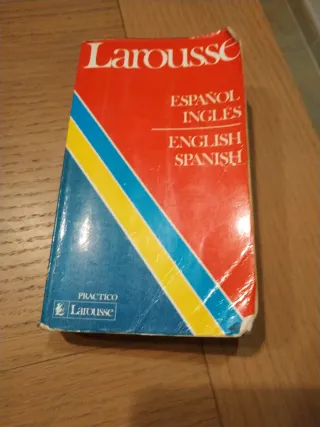 Larousse
ESPAÑOL
INGLES
ENGLISH
SPANISH
PRACTICO
Larousse